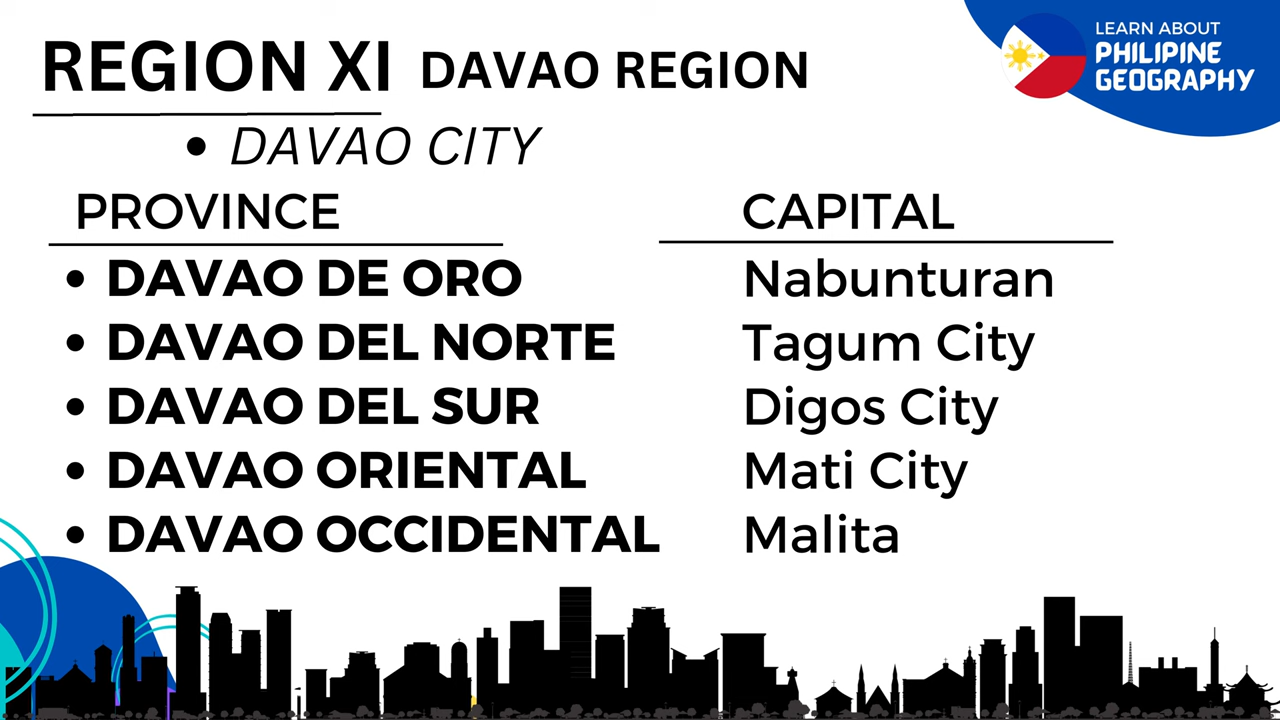 REGION XI DAVAO REGION
LEARN ABOUT
PHILIPINE
GEOGRAPHY
• DAVAO CITY
PROVINCE CAPITAL
• DAVAO DE ORO Nabunturan
• DAVAO DEL NORTE Tagum City
• DAVAO DEL SUR Digos City
• DAVAO ORIENTAL Mati City
• DAVAO OCCIDENTAL Malita